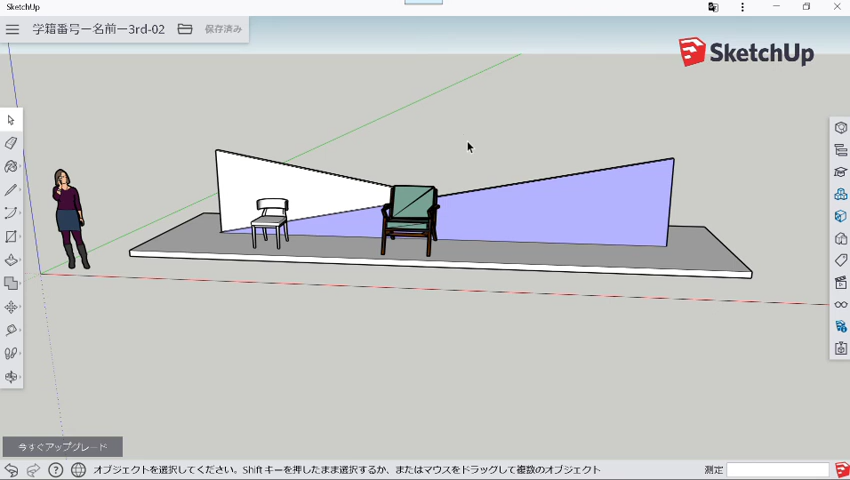 SketchUp
学籍番号ー名前ー3rd-02
保存済み
SketchUp
今すぐアップグレード
オブジェクトを選択してください。Shift キーを押したまま選択するか、またはマウスをドラッグして複数のオブジェクト
測定